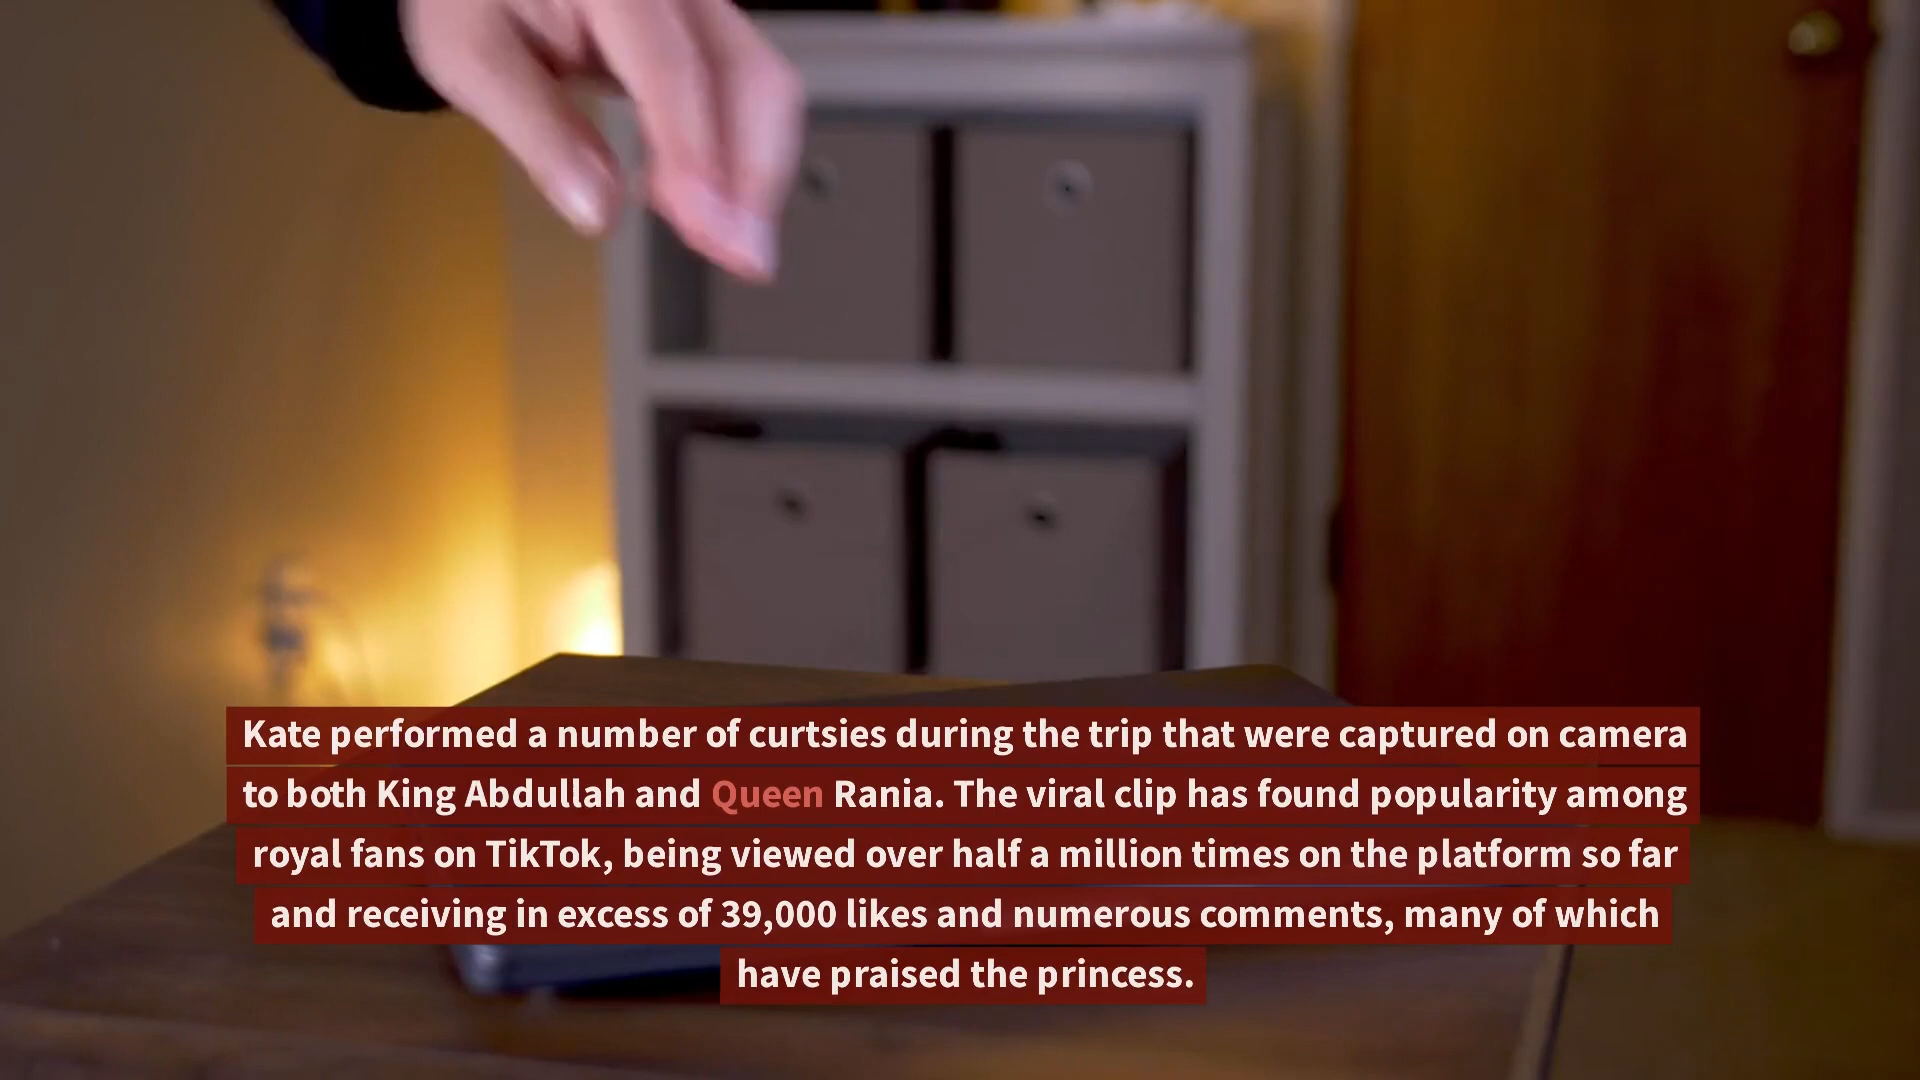 Kate performed a number of curtsies during the trip that were captured on camera
to both King Abdullah and Queen Rania. The viral clip has found popularity among
royal fans on TikTok, being viewed over half a million times on the platform so far
and receiving in excess of 39,000 likes and numerous comments, many of which
have praised the princess.